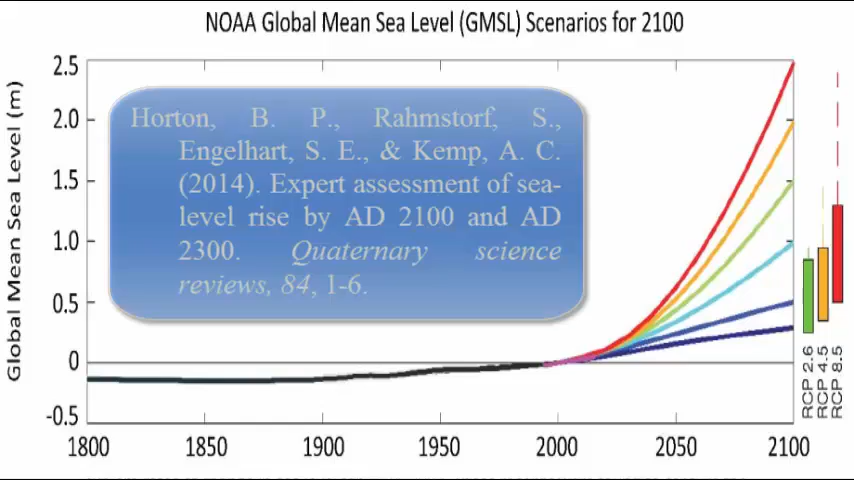 NOAA Global Mean Sea Level (GMSL) Scenarios for 2100
Global Mean Sea Level (m)
2.5
2.0
1.5
1.0
0.5
0
-0.5
Horton, B. P., Rahmstorf, S.,
Engelhart, S. E., & Kemp, A. C.
(2014). Expert assessment of sea-
level rise by AD 2100 and AD
2300. Quaternary science
reviews, 84, 1-6.
1800 1850 1900 1950 2000 2050 2100
RCP 2.6
RCP 4.5
RCP 8.5